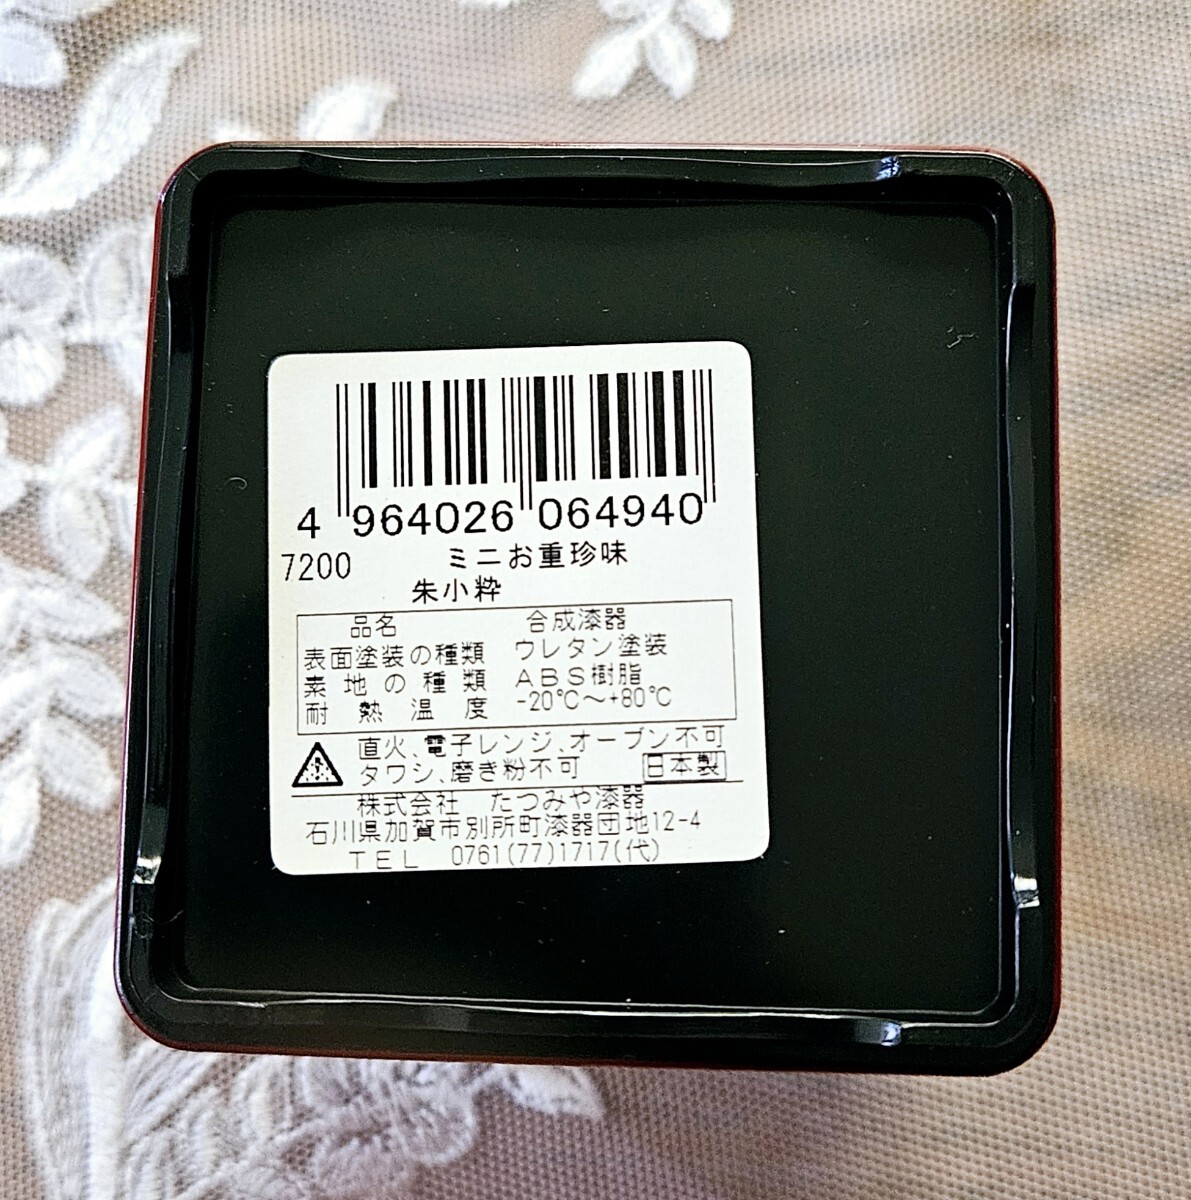 4 964026 064940
7200 ミニお重珍味
朱小粋
品名 合成漆器
表面塗装の種類 ウレタン塗装
素地の種類 ABS樹脂
耐熱温度 -20℃～+80℃
直火、電子レンジ、オーブン不可
タワシ、磨き粉不可 日本製
株式会社 たつみや漆器
石川県加賀市別所町漆器団地12-4
TEL 0761(77)1717(代)